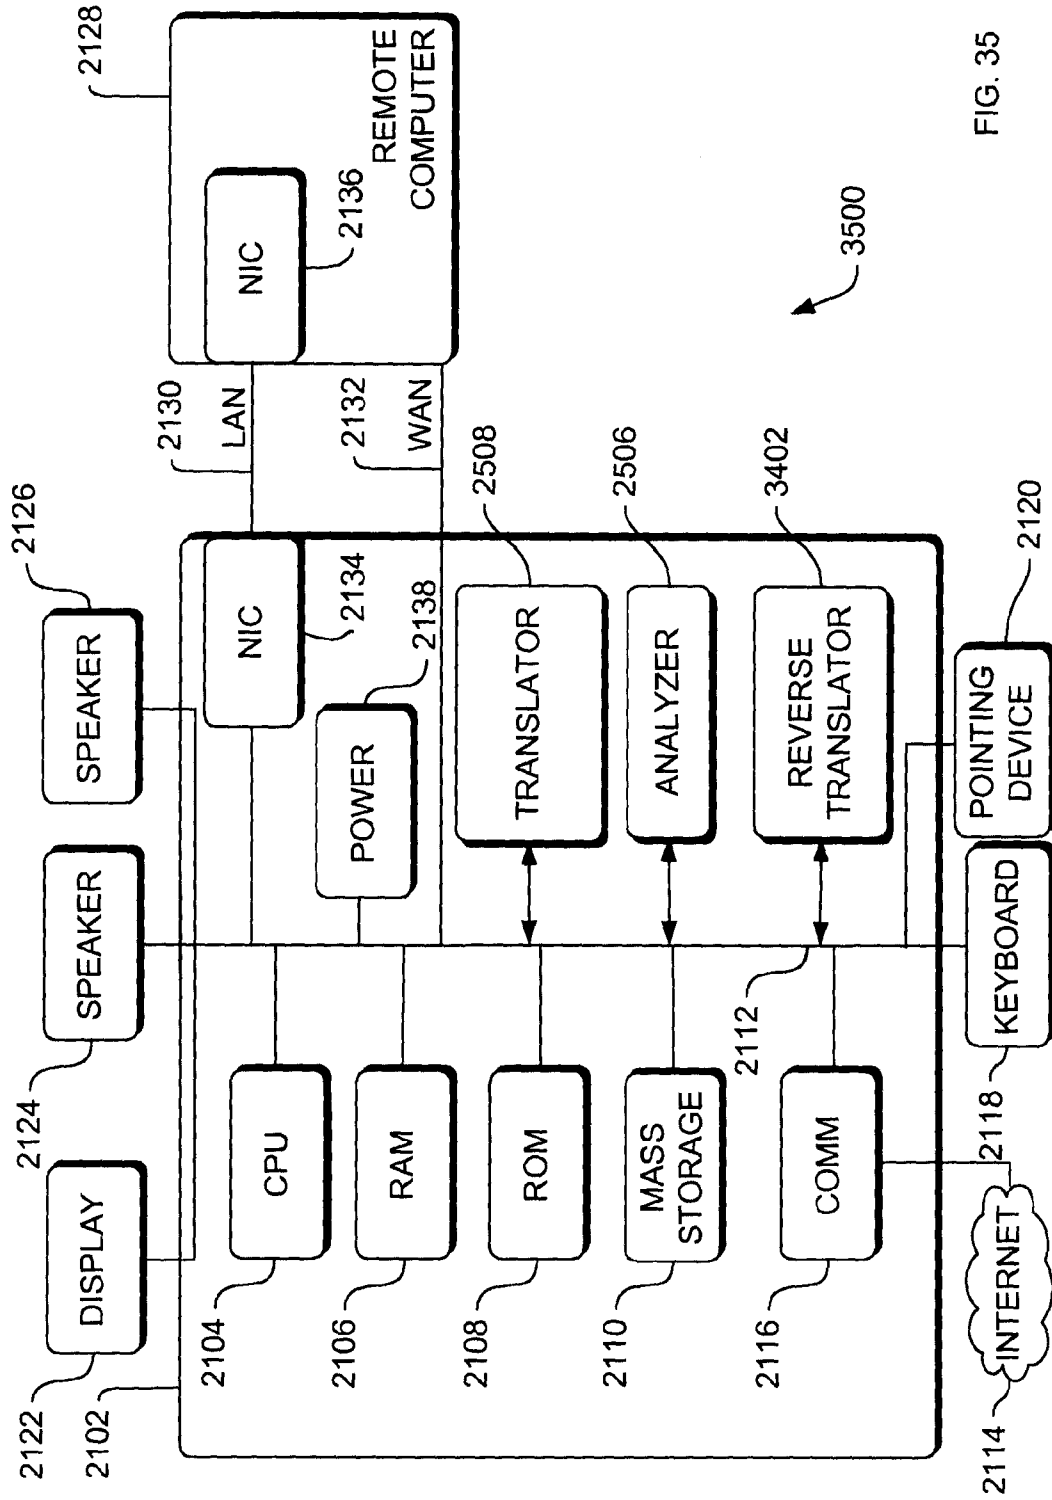 2122
2102
DISPLAY
2124
SPEAKER
SPEAKER
2126
2128
2104
CPU
NIC
2134
2130
LAN
NIC
2136
REMOTE
COMPUTER
2106
RAM
POWER
2138
2132
WAN
2108
ROM
TRANSLATOR
2508
2110
MASS
STORAGE
ANALYZER
2506
2112
2116
COMM
REVERSE
TRANSLATOR
3402
3500
2114
INTERNET
2118
KEYBOARD
POINTING
DEVICE
2120
FIG. 35